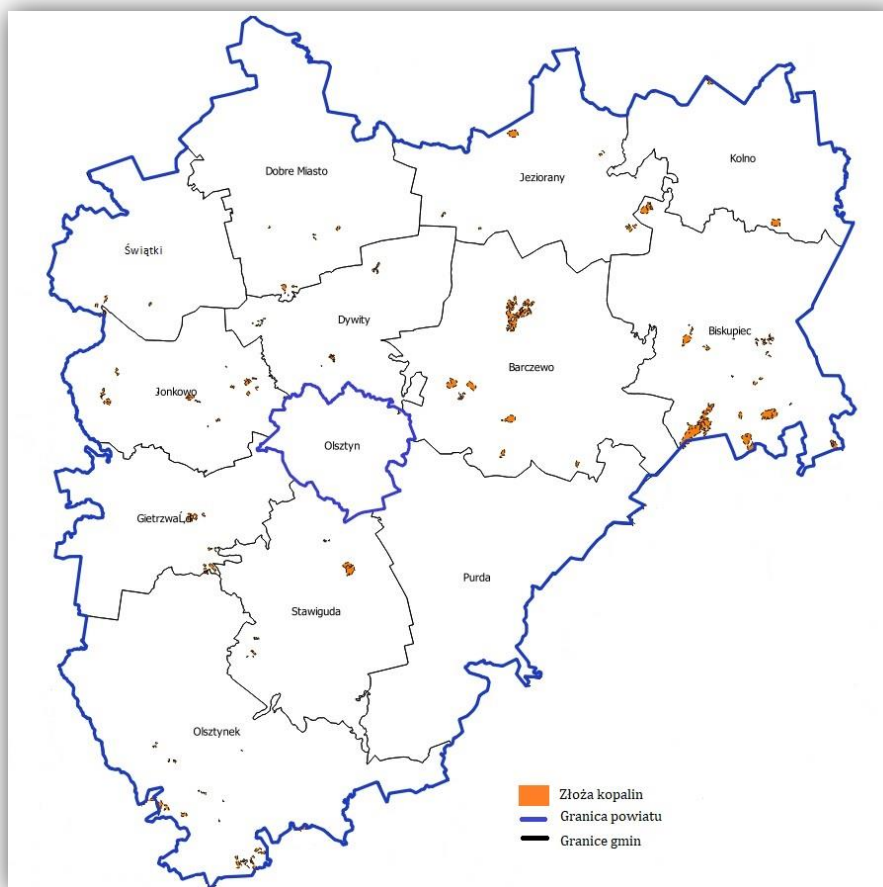 Dobre Miasto
Kolno
Jeziorany
Świątki
Dywity
Biskupiec
Barczewo
Jonkowo
Olsztyn
GietrzwaĹ‚d
Purda
Stawiguda
Olsztynek
Złoża kopalin
Granica powiatu
Granice gmin